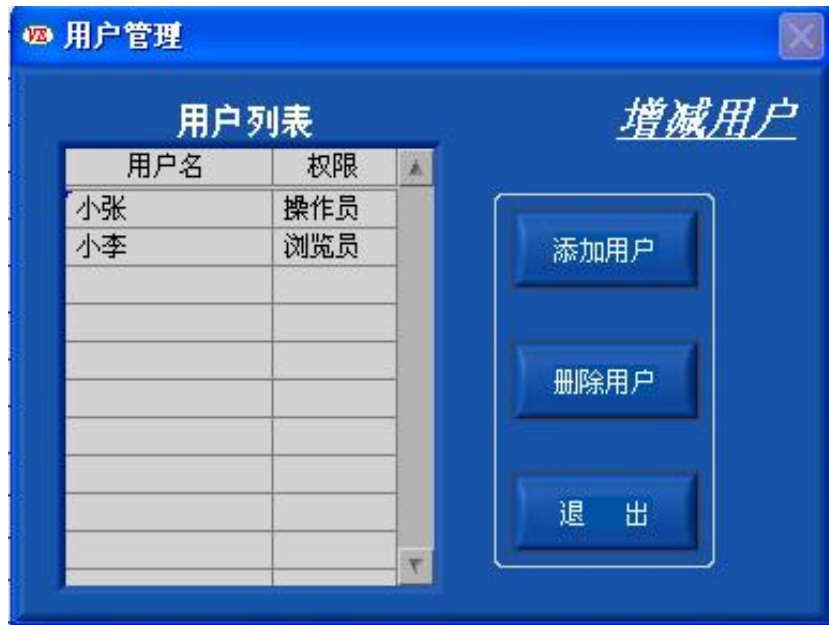 VS 用户管理
用户列表
增减用户
用户名 权限
小张 操作员
小李 浏览员
添加用户
删除用户
退 出